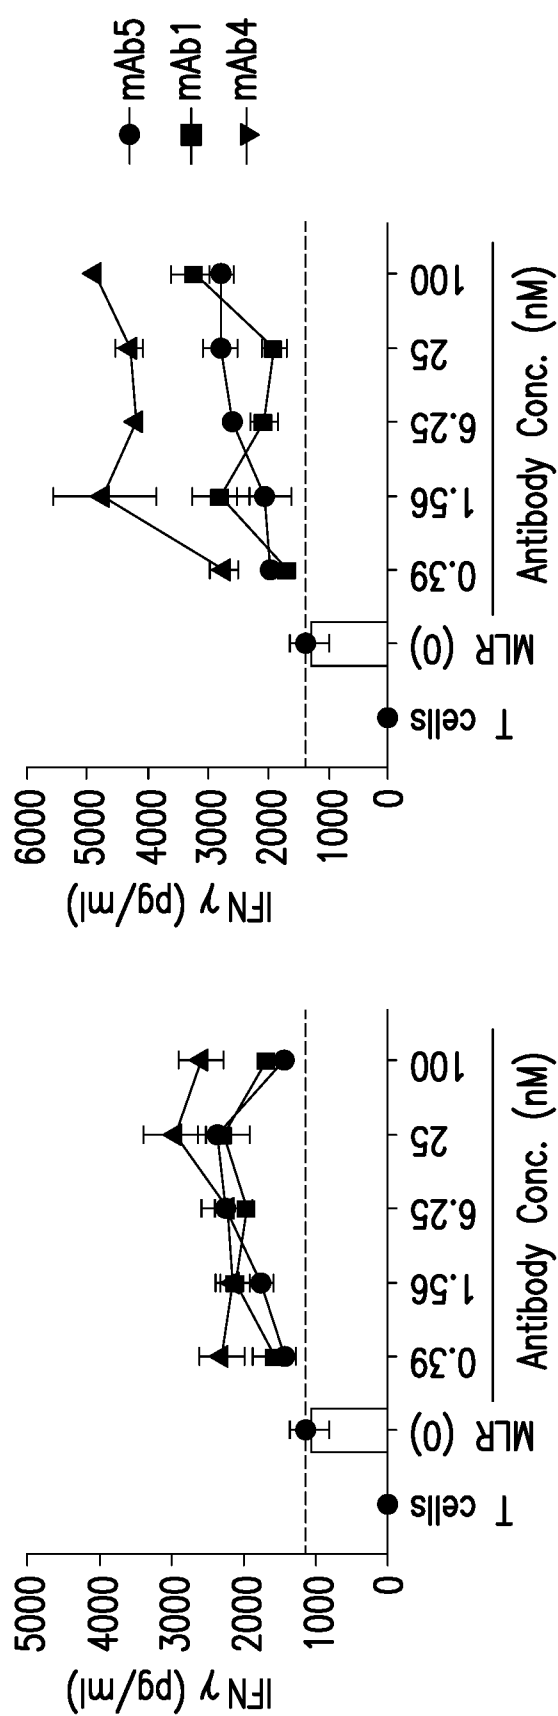 IFN γ (pg/ml)
5000
4000
3000
2000
1000
0
T cells
MLR (0)
0.39
1.56
6.25
25
100
Antibody Conc. (nM)
IFN γ (pg/ml)
6000
5000
4000
3000
2000
1000
0
T cells
MLR (0)
0.39
1.56
6.25
25
100
Antibody Conc. (nM)
mAb5
mAb1
mAb4